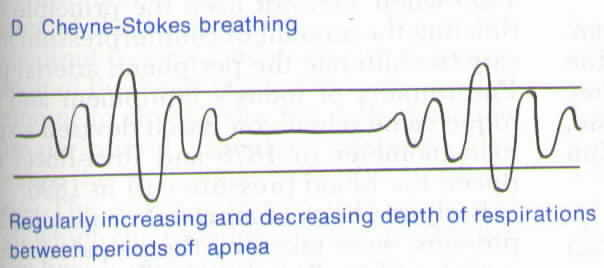 D Cheyne-Stokes breathing
Regularly increasing and decreasing depth of respirations
between periods of apnea